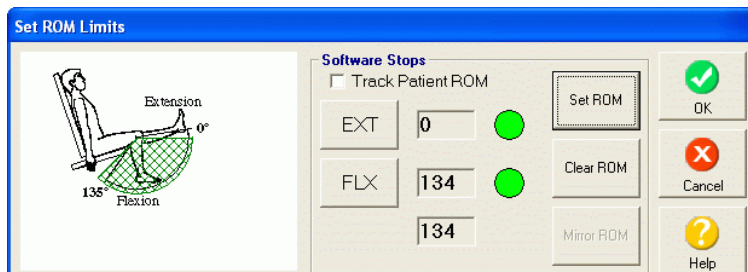 Set ROM Limits
Extension
0°
135°
Flexion
Software Stops
Track Patient ROM
EXT
0
FLX
134
134
Set ROM
Clear ROM
Mirror ROM
OK
Cancel
Help